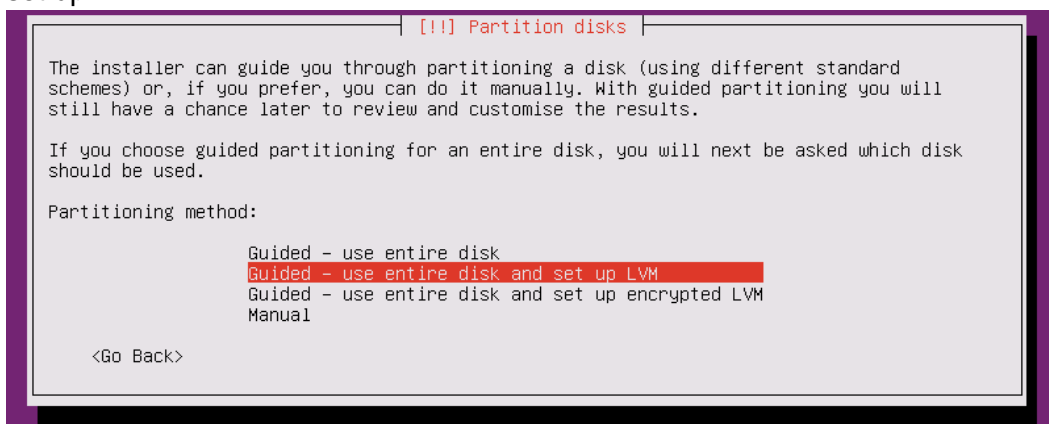 [!!] Partition disks
The installer can guide you through partitioning a disk (using different standard
schemes) or, if you prefer, you can do it manually. With guided partitioning you will
still have a chance later to review and customise the results.
If you choose guided partitioning for an entire disk, you will next be asked which disk
should be used.
Partitioning method:
Guided - use entire disk
Guided - use entire disk and set up LVM
Guided - use entire disk and set up encrypted LVM
Manual
<Go Back>